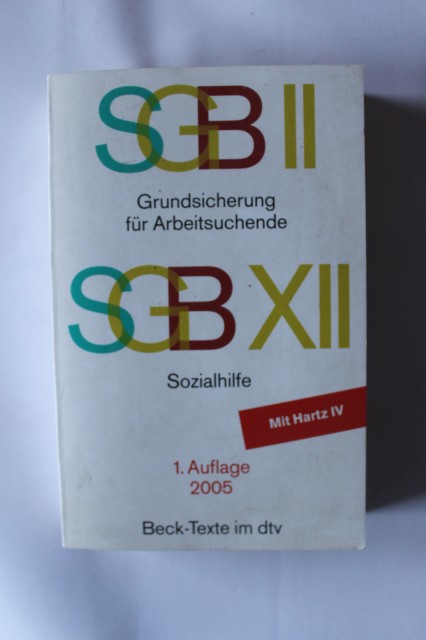 SGB II
Grundsicherung
für Arbeitsuchende
SGB XII
Sozialhilfe
Mit Hartz IV
1. Auflage
2005
Beck-Texte im dtv